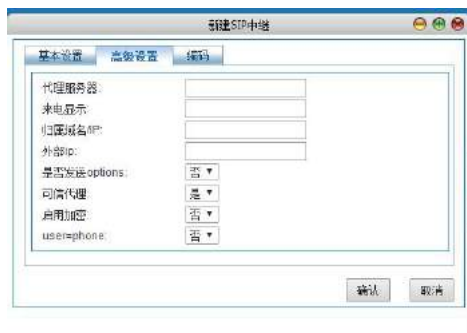 新建SIP中继
基本设置 高级设置 编码
代理服务器:
来电显示:
归属域名/IP:
外部ip:
是否发送options: 否
可信代理: 是
启用加密: 否
user=phone: 否
确认 取消